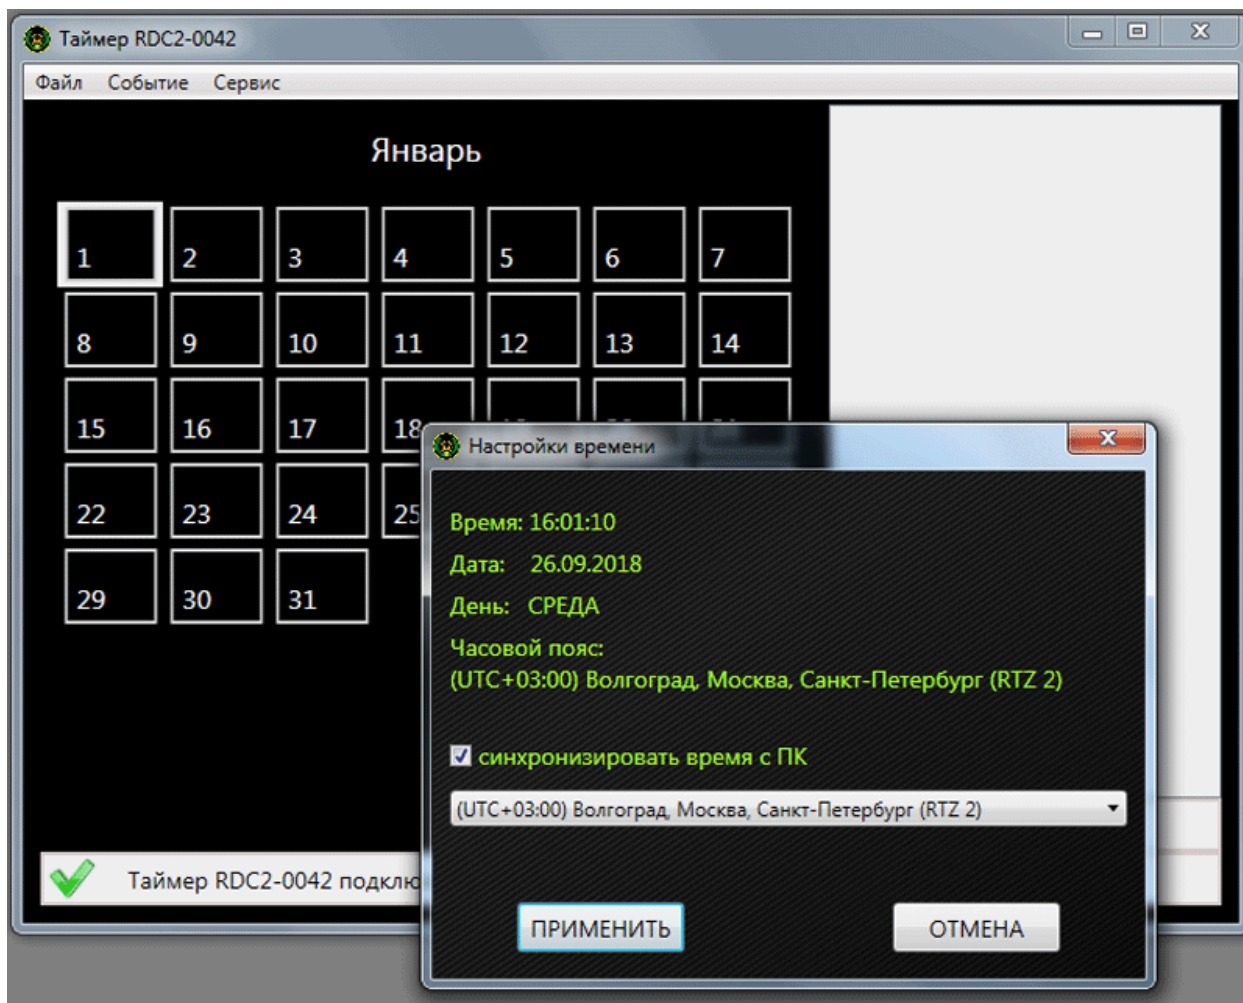 Таймер RDC2-0042
Файл Событие Сервис
Январь
1 2 3 4 5 6 7
8 9 10 11 12 13 14
15 16 17 18
22 23 24 25
29 30 31
Таймер RDC2-0042
Настройки времени
Время: 16:01:10
Дата: 26.09.2018
День: СРЕДА
Часовой пояс:
(UTC+03:00) Волгоград, Москва, Санкт-Петербург (RTZ 2)
синхронизировать время с ПК
(UTC+03:00) Волгоград, Москва, Санкт-Петербург (RTZ 2)
ПРИМЕНИТЬ ОТМЕНА